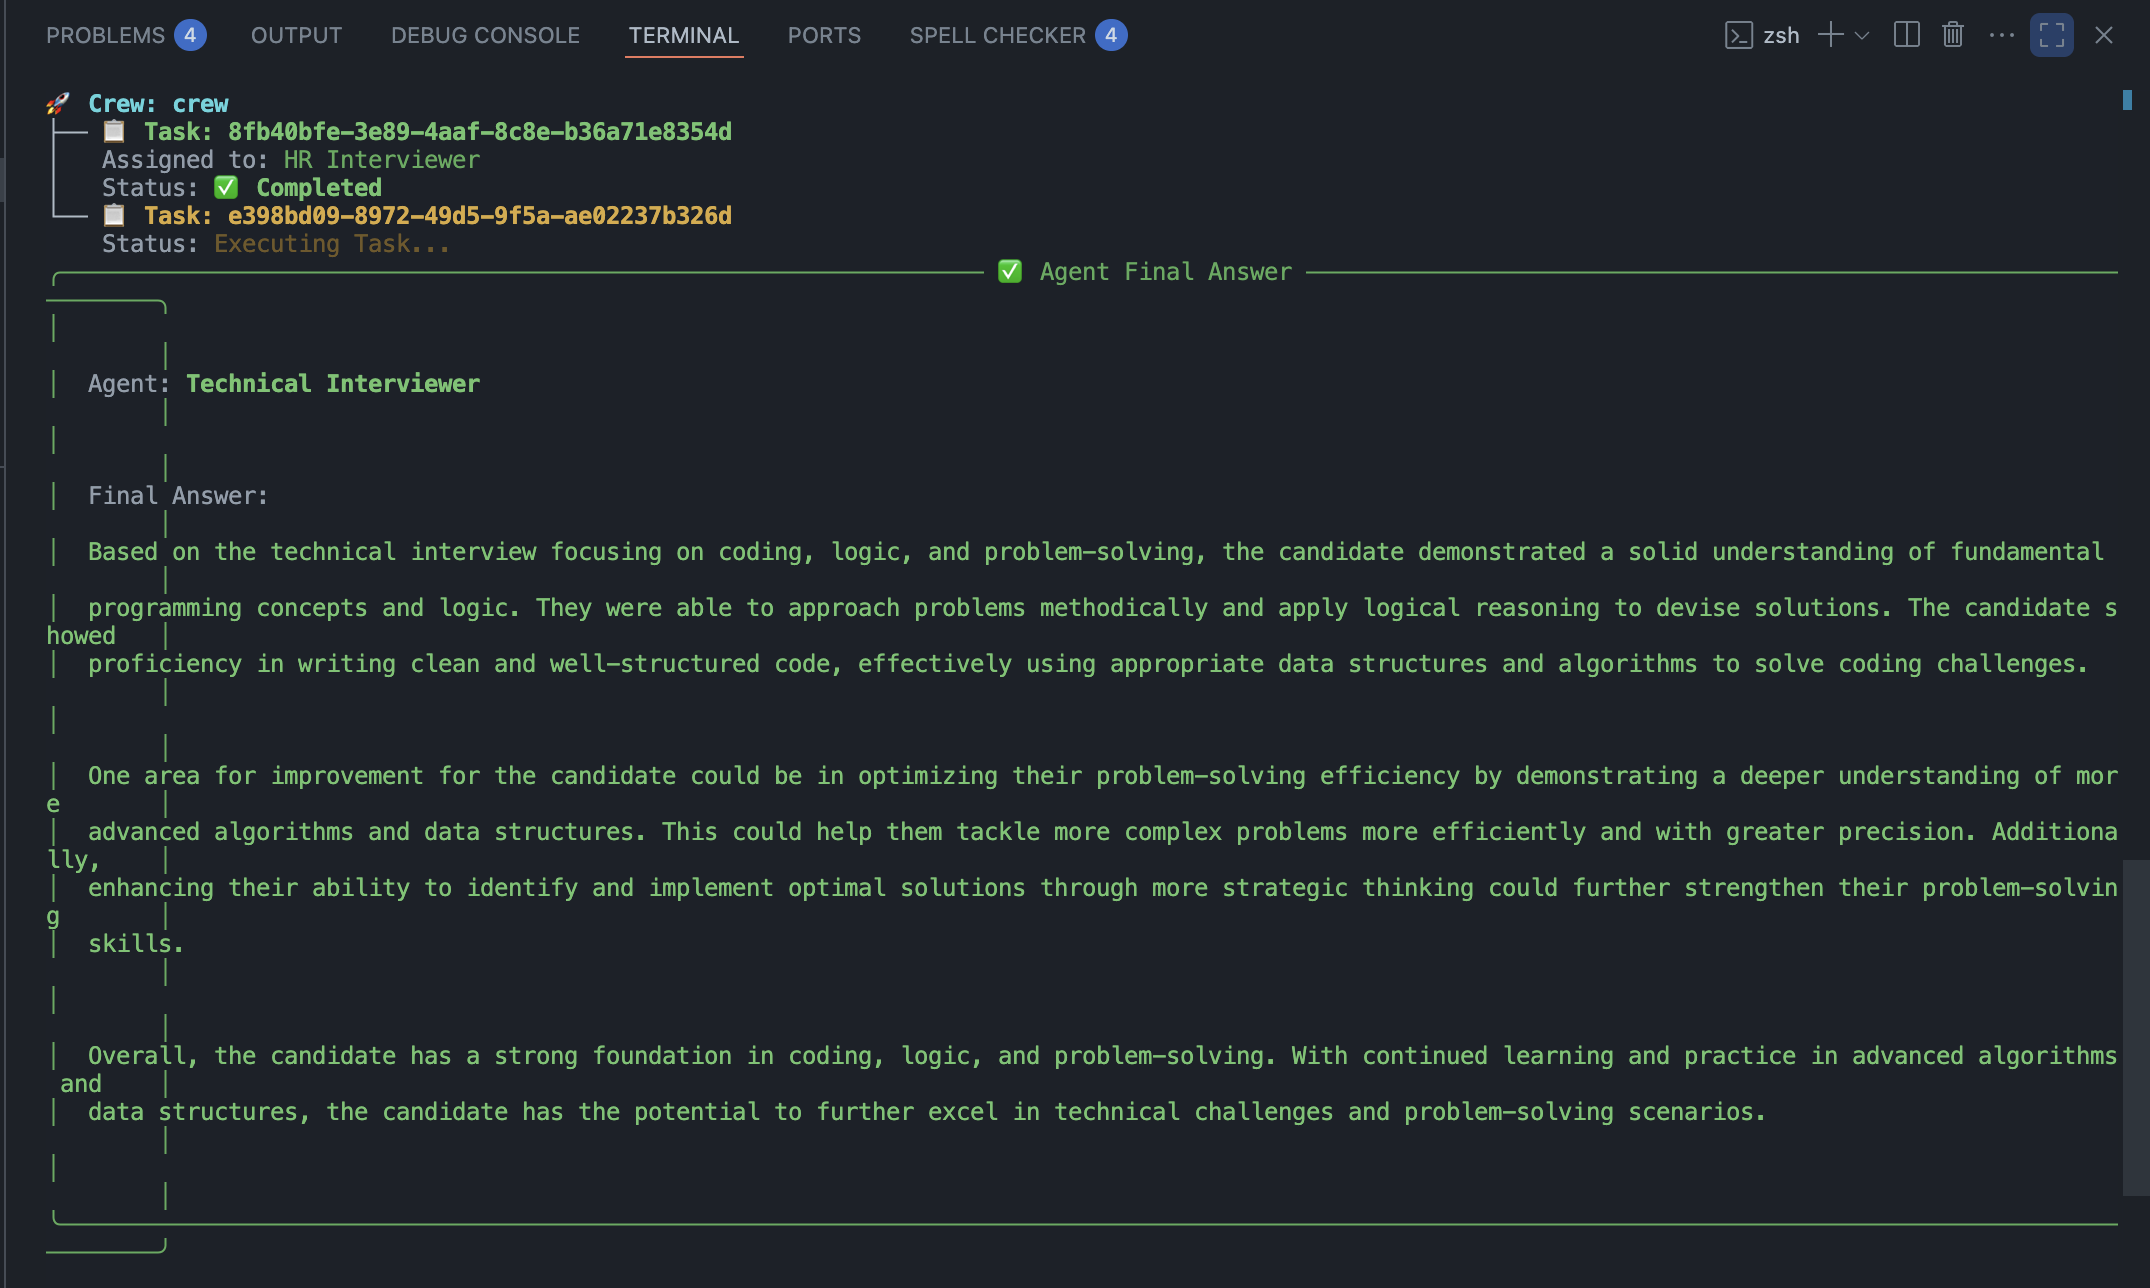 PROBLEMS 4 OUTPUT DEBUG CONSOLE TERMINAL PORTS SPELL CHECKER 4 zsh
🚀 Crew: crew
├── 📋 Task: 8fb40bfe-3e89-4aaf-8c8e-b36a71e8354d
Assigned to: HR Interviewer
Status: ✅ Completed
└── 📋 Task: e398bd09-8972-49d5-9f5a-ae02237b326d
Status: Executing Task...
✅ Agent Final Answer
Agent: Technical Interviewer
Final Answer:
Based on the technical interview focusing on coding, logic, and problem-solving, the candidate demonstrated a solid understanding of fundamental
programming concepts and logic. They were able to approach problems methodically and apply logical reasoning to devise solutions. The candidate s
howed
proficiency in writing clean and well-structured code, effectively using appropriate data structures and algorithms to solve coding challenges.
One area for improvement for the candidate could be in optimizing their problem-solving efficiency by demonstrating a deeper understanding of mor
e
advanced algorithms and data structures. This could help them tackle more complex problems more efficiently and with greater precision. Additiona
lly,
enhancing their ability to identify and implement optimal solutions through more strategic thinking could further strengthen their problem-solvin
g
skills.
Overall, the candidate has a strong foundation in coding, logic, and problem-solving. With continued learning and practice in advanced algorithms
and
data structures, the candidate has the potential to further excel in technical challenges and problem-solving scenarios.